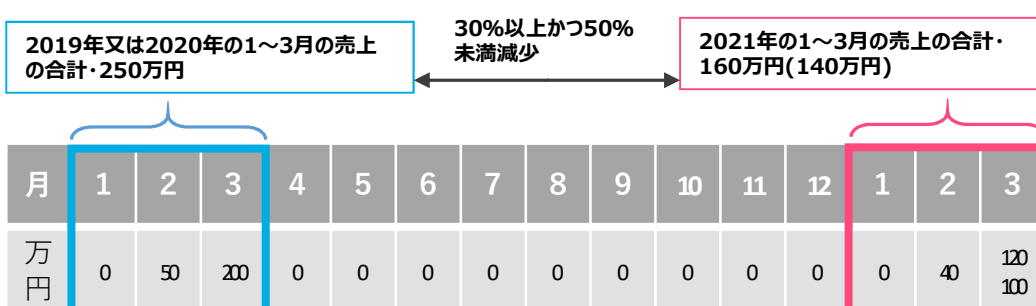 2019年又は2020年の1～3月の売上
の合計・250万円
30%以上かつ50%
未満減少
2021年の1～3月の売上の合計・
160万円(140万円)
月 1 2 3 4 5 6 7 8 9 10 11 12 1 2 3
万円 0 50 200 0 0 0 0 0 0 0 0 0 0 40 120
100